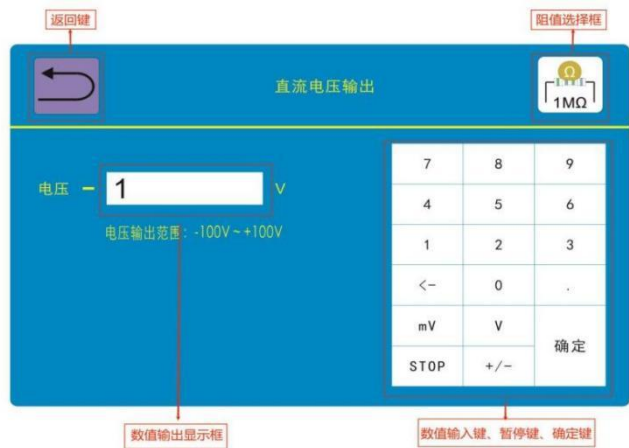 返回键
阻值选择框
直流电压输出
Ω
1MΩ
电压 - 1 V
电压输出范围: -100V~+100V
7 8 9
4 5 6
1 2 3
<- 0 .
mV V
确定
STOP +/-
数值输出显示框
数值输入键、暂停键、确定键